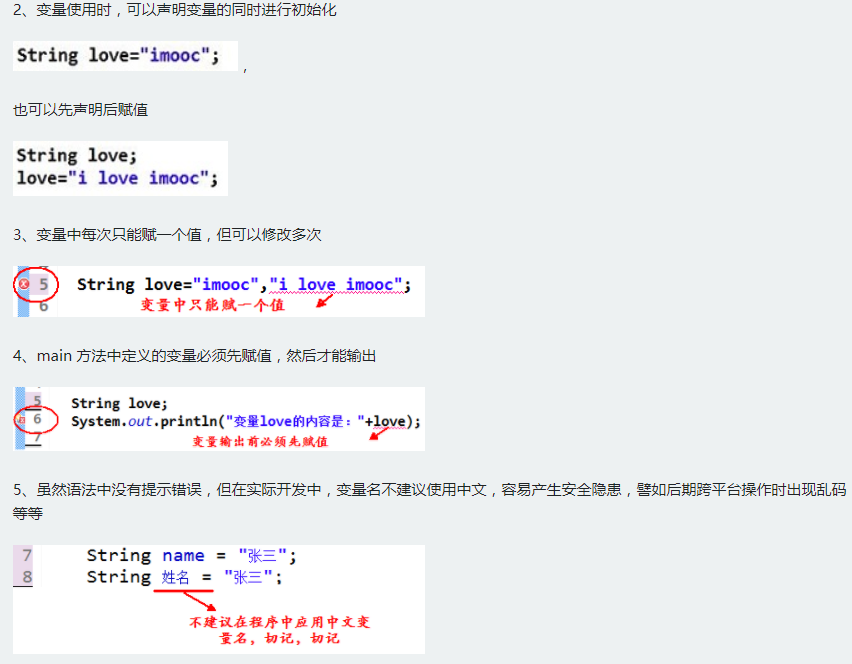 2、变量使用时，可以声明变量的同时进行初始化
String love="imooc";
，
也可以先声明后赋值
String love;
love="i love imooc";
3、变量中每次只能赋一个值，但可以修改多次
5 String love="imooc","i love imooc";
6 变量中只能赋一个值
4、main 方法中定义的变量必须先赋值，然后才能输出
5 String love;
6 System.out.println("变量love的内容是："+love);
7 变量输出前必须先赋值
5、虽然语法中没有提示错误，但在实际开发中，变量名不建议使用中文，容易产生安全隐患，譬如后期跨平台操作时出现乱码
等等
7 String name = "张三";
8 String 姓名 = "张三";
不建议在程序中应用中文变
量名，切记，切记